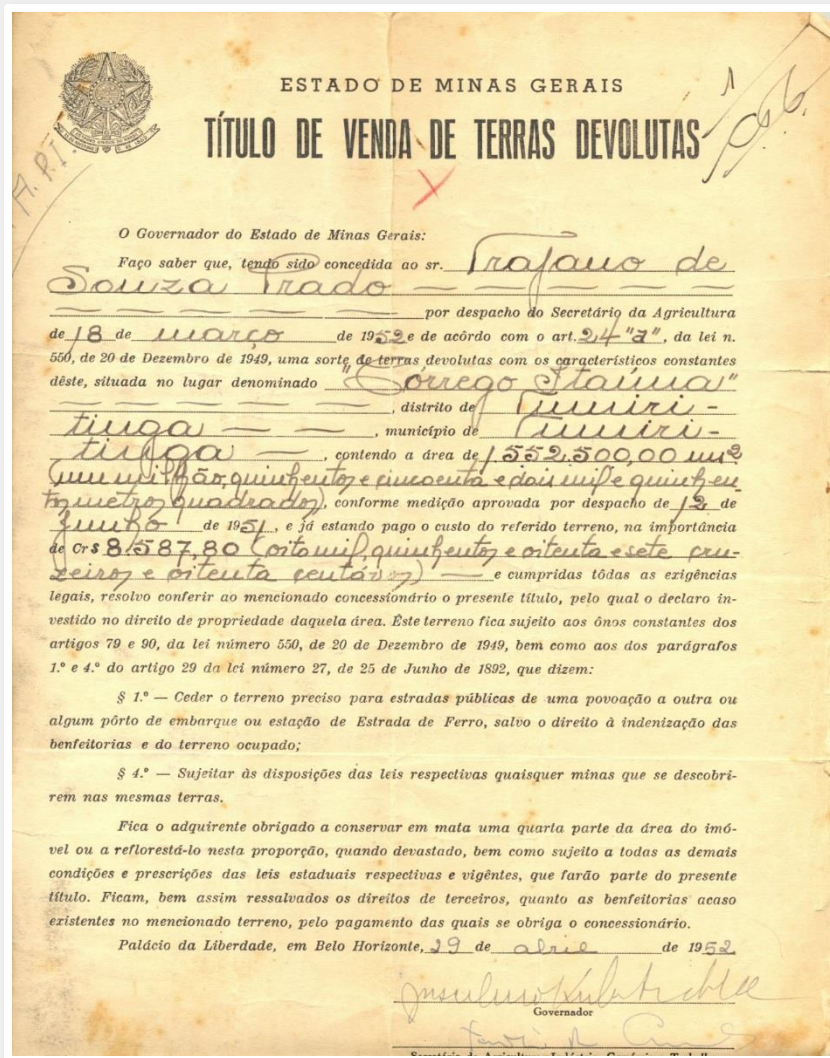 ESTADO DE MINAS GERAIS
TÍTULO DE VENDA DE TERRAS DEVOLUTAS
A.P.I.
O Governador do Estado de Minas Gerais:
Faço saber que, tendo sido concedida ao sr. Trajano de
Souza Prado — — — — — —
— — — — — — por despacho do Secretário da Agricultura
de 18 de março de 1952 e de acôrdo com o art. 24 "a", da lei n.
550, de 20 de Dezembro de 1949, uma sorte de terras devolutas com os característicos constantes
dêste, situada no lugar denominado "Córrego Itaúna"
— — — — — —, distrito de Tumiri-
tinga — —, município de Tumiri-
tinga — —, contendo a área de 1.552.500,00 m²
(um milhão, quinhentos e cincoenta e dois mil e quinhen-
tos metros quadrados), conforme medição aprovada por despacho de 12 de
Junho de 1951, e já estando pago o custo do referido terreno, na importância
de Cr$ 8.587,80 (oito mil, quinhentos e oitenta e sete cru-
zeiros e oitenta centávos) — e cumpridas tôdas as exigências
legais, resolvo conferir ao mencionado concessionário o presente título, pelo qual o declaro in-
vestido no direito de propriedade daquela área. Êste terreno fica sujeito aos ônos constantes dos
artigos 79 e 90, da lei número 550, de 20 de Dezembro de 1949, bem como aos dos parágrafos
1.º e 4.º do artigo 29 da lei número 27, de 25 de Junho de 1892, que dizem:
§ 1.º — Ceder o terreno preciso para estradas públicas de uma povoação a outra ou
algum pôrto de embarque ou estação de Estrada de Ferro, salvo o direito à indenização das
benfeitorias e do terreno ocupado;
§ 4.º — Sujeitar às disposições das leis respectivas quaisquer minas que se descobri-
rem nas mesmas terras.
Fica o adquirente obrigado a conservar em mata uma quarta parte da área do imó-
vel ou a reflorestá-lo nesta proporção, quando devastado, bem como sujeito a todas as demais
condições e prescrições das leis estaduais respectivas e vigêntes, que farão parte do presente
título. Ficam, bem assim ressalvados os direitos de terceiros, quanto as benfeitorias acaso
existentes no mencionado terreno, pelo pagamento das quais se obriga o concessionário.
Palácio da Liberdade, em Belo Horizonte, 29 de abril de 1952
Juscelino Kubitschek
Governador
Secretário da Agricultura, Indústria, Comércio e Trabalho